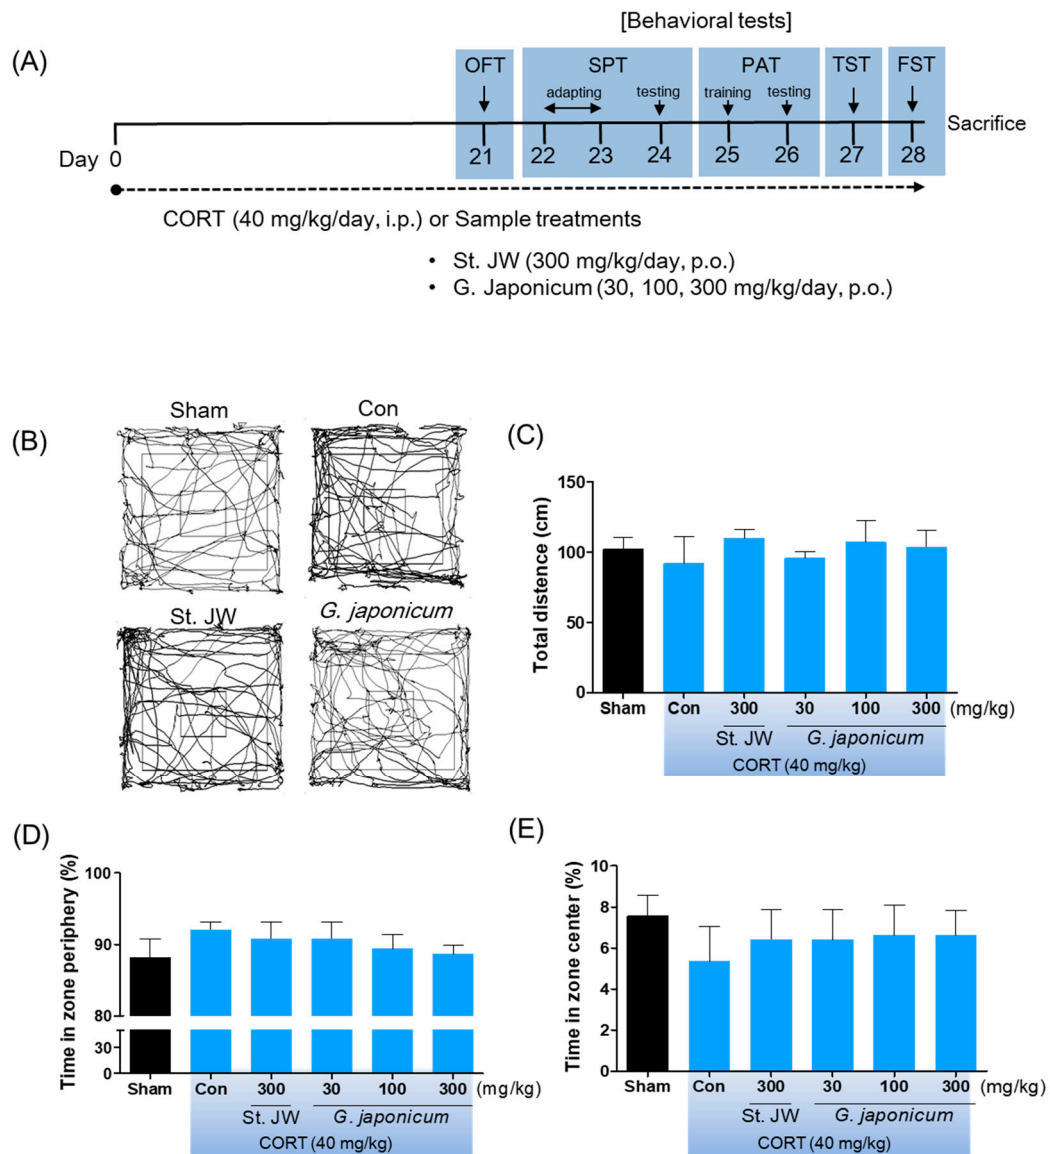 [Behavioral tests]
(A)
OFT SPT PAT TST FST
adapting testing training testing
Sacrifice
Day 0 21 22 23 24 25 26 27 28
CORT (40 mg/kg/day, i.p.) or Sample treatments
• St. JW (300 mg/kg/day, p.o.)
• G. Japonicum (30, 100, 300 mg/kg/day, p.o.)
(B)
Sham Con
St. JW G. japonicum
(C)
Total distence (cm)
150
100
50
0
Sham Con 300 30 100 300 (mg/kg)
St. JW G. japonicum
CORT (40 mg/kg)
(D)
Time in zone periphery (%)
100
90
80
30
0
Sham Con 300 30 100 300 (mg/kg)
St. JW G. japonicum
CORT (40 mg/kg)
(E)
Time in zone center (%)
10
8
6
4
2
0
Sham Con 300 30 100 300 (mg/kg)
St. JW G. japonicum
CORT (40 mg/kg)